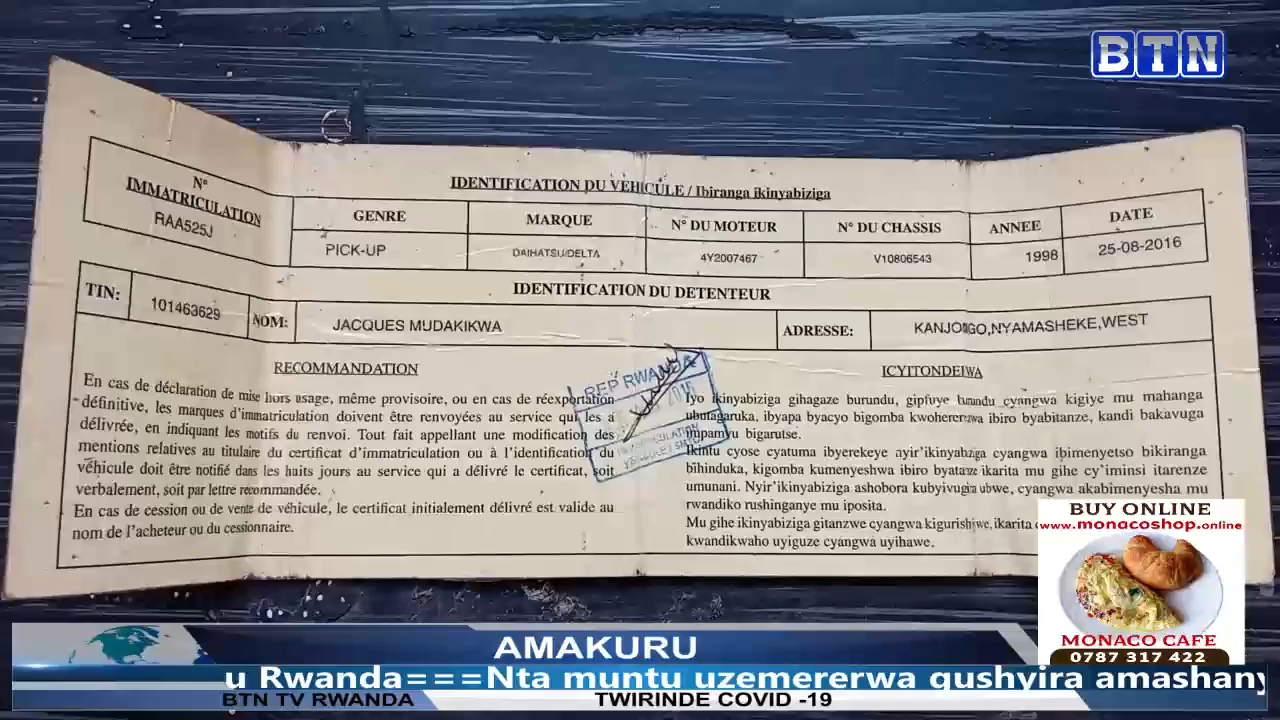 BTN
IDENTIFICATION DU VEHICULE / Ibiranga ikinyabiziga
N°
IMMATRICULATION
RAA525J
GENRE
MARQUE
N° DU MOTEUR
N° DU CHASSIS
ANNEE
DATE
PICK-UP
DAIHATSU/DELTA
4Y2007467
V10806543
1998
25-08-2016
IDENTIFICATION DU DETENTEUR
TIN:
101463629
NOM:
JACQUES MUDAKIKWA
ADRESSE:
KANJONGO,NYAMASHEKE,WEST
RECOMMANDATION
En cas de déclaration de mise hors usage, même provisoire, ou en cas de réexportation
définitive, les marques d'immatriculation doivent être renvoyées au service qui les a
délivrée, en indiquant les motifs du renvoi. Tout fait appellant une modification des
mentions relatives au titulaire du certificat d'immatriculation ou à l'identification du
véhicule doit être notifié dans les huits jours au service qui a délivré le certificat, soit
verbalement, soit par lettre recommandée.
En cas de cession ou de vente de véhicule, le certificat initialement délivré est valide au
nom de l'acheteur ou du cessionnaire.
REP RWANDA
IMMATRICULATION
ICYITONDEIWA
Iyo ikinyabiziga gihagaze burundu, gipfuye burundu cyangwa kigiye mu mahanga
ubutagaruka, ibyapa byacyo bigomba kwohererezwa ibiro byabitanze, kandi bakavuga
impamvu bigarutse.
Ikintu cyose cyatuma ibyerekeye ayir'ikinyabziga cyangwa ibimenyetso bikiranga
bihinduka, kigomba kumenyeshwa ibiro byataze ikarita mu gihe cy'iminsi itarenze
umunani. Nyir'ikinyabiziga ashobora kubyivugia ubwe, cyangwa akabimenyesha mu
rwandiko rushinganye mu iposita.
Mu gihe ikinyabiziga gitanzwe cyangwa kigurishiwe, ikarita
kwandikwaho uyiguze cyangwa uyihawe.
BUY ONLINE
www.monacoshop.online
MONACO CAFE
0787 317 422
AMAKURU
u Rwanda===Nta muntu uzemererwa gushyira amashany
BTN TV RWANDA
TWIRINDE COVID -19